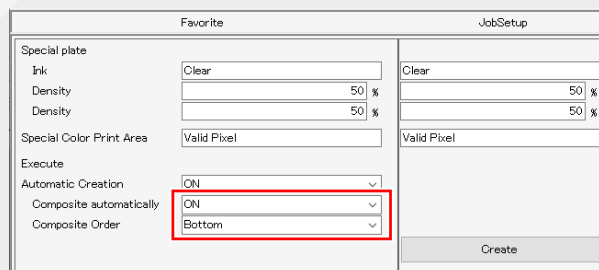 Favorite JobSetup
Special plate
Ink Clear Clear
Density 50 % 50 %
Density 50 % 50 %
Special Color Print Area Valid Pixel Valid Pixel
Execute
Automatic Creation ON
Composite automatically ON
Composite Order Bottom
Create